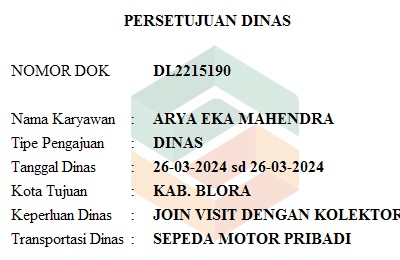 PERSETUJUAN DINAS
NOMOR DOK DL2215190
Nama Karyawan : ARYA EKA MAHENDRA
Tipe Pengajuan : DINAS
Tanggal Dinas : 26-03-2024 sd 26-03-2024
Kota Tujuan : KAB. BLORA
Keperluan Dinas : JOIN VISIT DENGAN KOLEKTOR
Transportasi Dinas : SEPEDA MOTOR PRIBADI